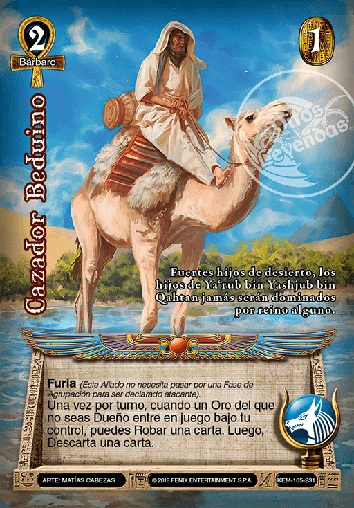 2
Bárbaro
1
Mitos
Leyendas
Cazador Beduino
Fuertes hijos de desierto, los
hijos de Ya'rub bin Yashjub bin
Qahtan jamás serán dominados
por reino alguno.
Furia (Este Aliado no necesita pasar por una Fase de
Agrupación para ser declarado atacante).
Una vez por turno, cuando un Oro del que
no seas Dueño entre en juego bajo tu
control, puedes Robar una carta. Luego,
Descarta una carta.
ARTE: MATÍAS CABEZAS
© 2015 FENIX ENTERTAINMENT S.P.A.